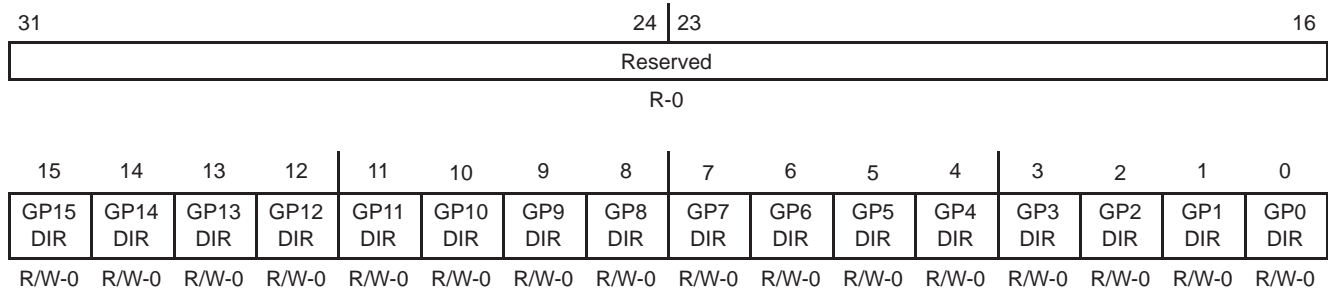 31 24 23 16
Reserved
R-0
15 14 13 12 11 10 9 8 7 6 5 4 3 2 1 0
GP15 GP14 GP13 GP12 GP11 GP10 GP9 GP8 GP7 GP6 GP5 GP4 GP3 GP2 GP1 GP0
DIR DIR DIR DIR DIR DIR DIR DIR DIR DIR DIR DIR DIR DIR DIR DIR
R/W-0 R/W-0 R/W-0 R/W-0 R/W-0 R/W-0 R/W-0 R/W-0 R/W-0 R/W-0 R/W-0 R/W-0 R/W-0 R/W-0 R/W-0 R/W-0